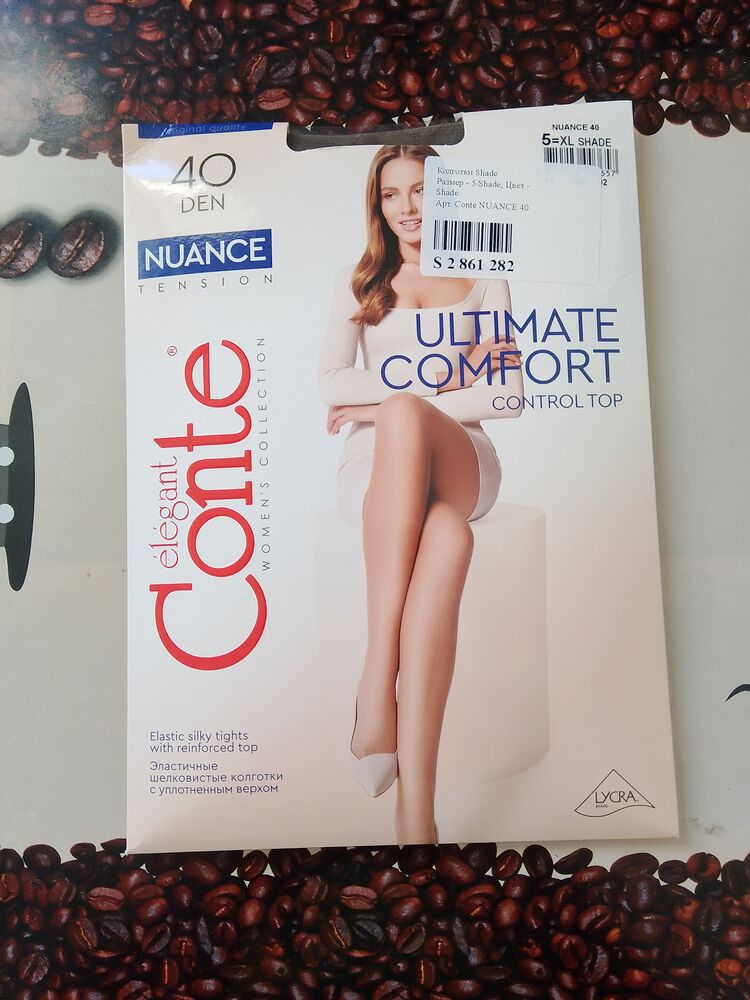 original quality
40
DEN
NUANCE
TENSION
élégant
Conte®
WOMEN'S COLLECTION
NUANCE 40
5=XL SHADE
Колготки Shade
Размер - 5/Shade, Цвет -
Shade
Арт. Conte NUANCE 40
S 2 861 282
ULTIMATE
COMFORT
CONTROL TOP
Elastic silky tights
with reinforced top
Эластичные
шелковистые колготки
с уплотненным верхом
LYCRA®
BRAND